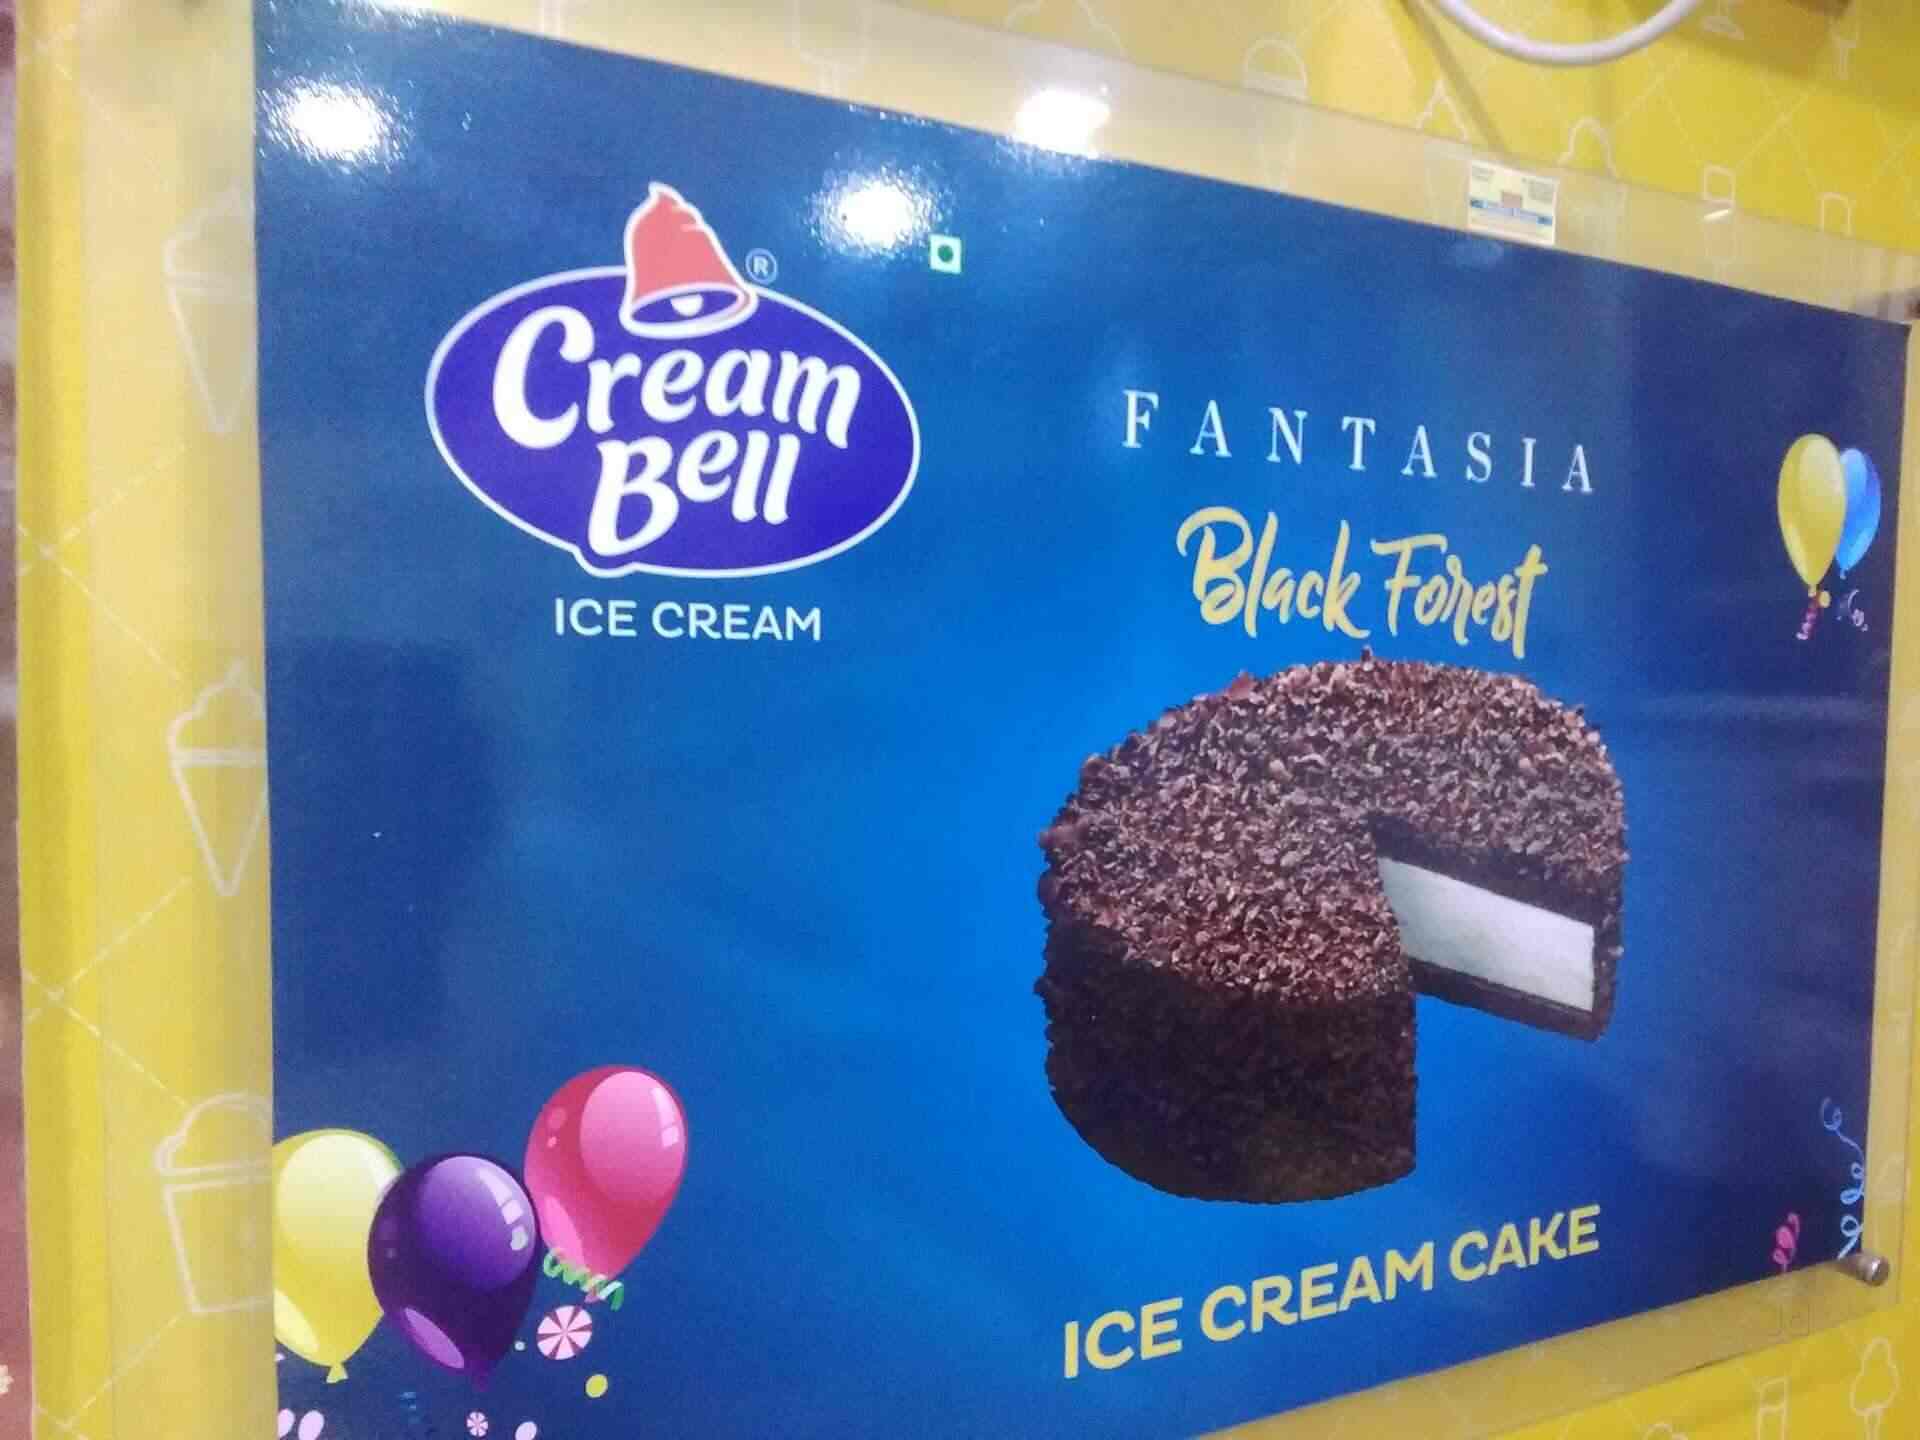 Cream
Bell
®
ICE CREAM
FANTASIA
Black Forest
ICE CREAM CAKE